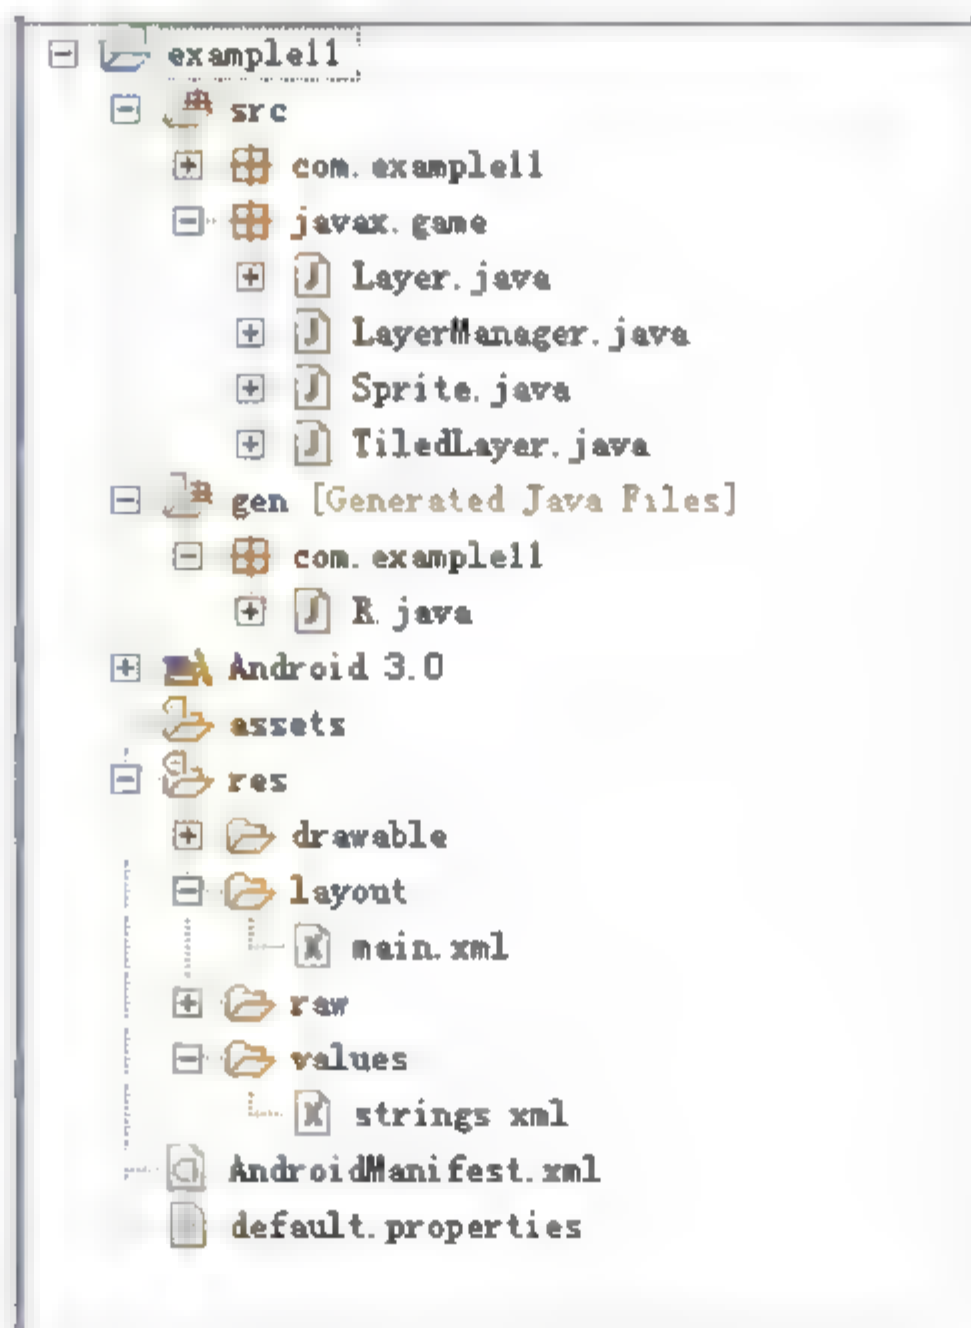 example11
src
com.example11
javax.game
Layer.java
LayerManager.java
Sprite.java
TiledLayer.java
gen [Generated Java Files]
com.example11
R.java
Android 3.0
assets
res
drawable
layout
main.xml
raw
values
strings.xml
AndroidManifest.xml
default.properties